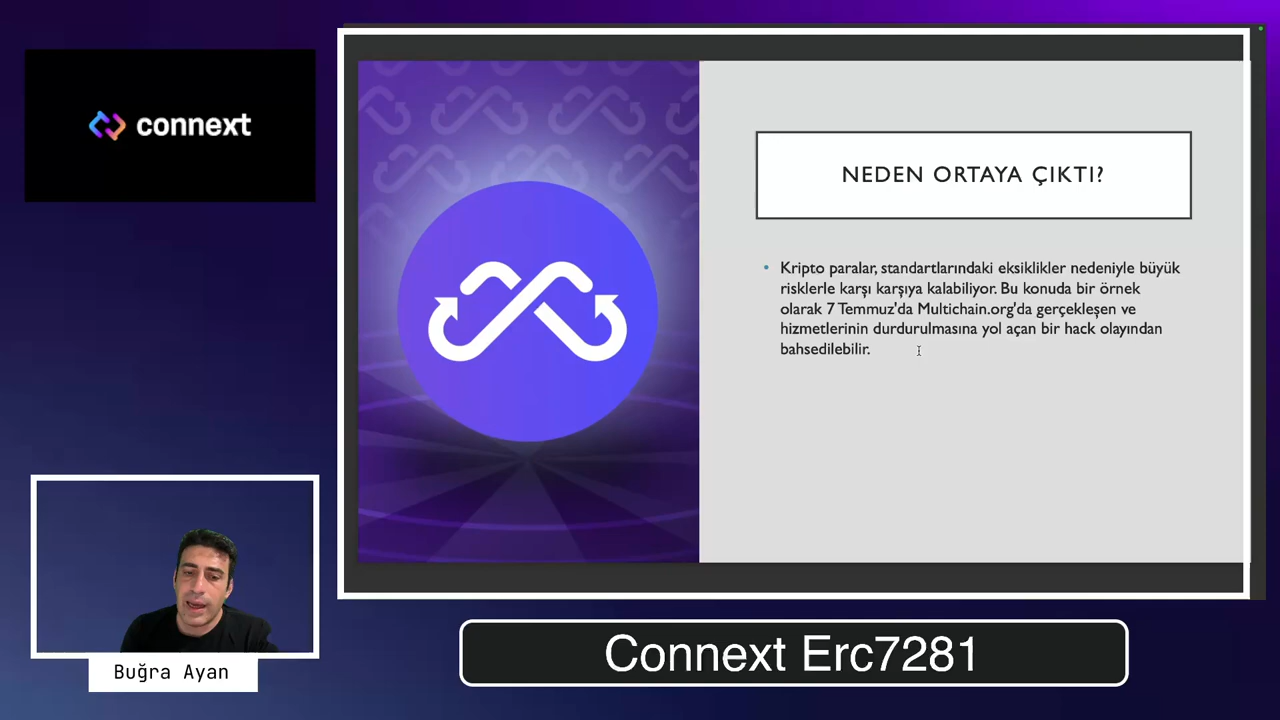 connext
NEDEN ORTAYA ÇIKTI?
• Kripto paralar, standartlarındaki eksiklikler nedeniyle büyük
risklerle karşı karşıya kalabiliyor. Bu konuda bir örnek
olarak 7 Temmuz'da Multichain.org'da gerçekleşen ve
hizmetlerinin durdurulmasına yol açan bir hack olayından
bahsedilebilir.
Buğra Ayan
Connext Erc7281